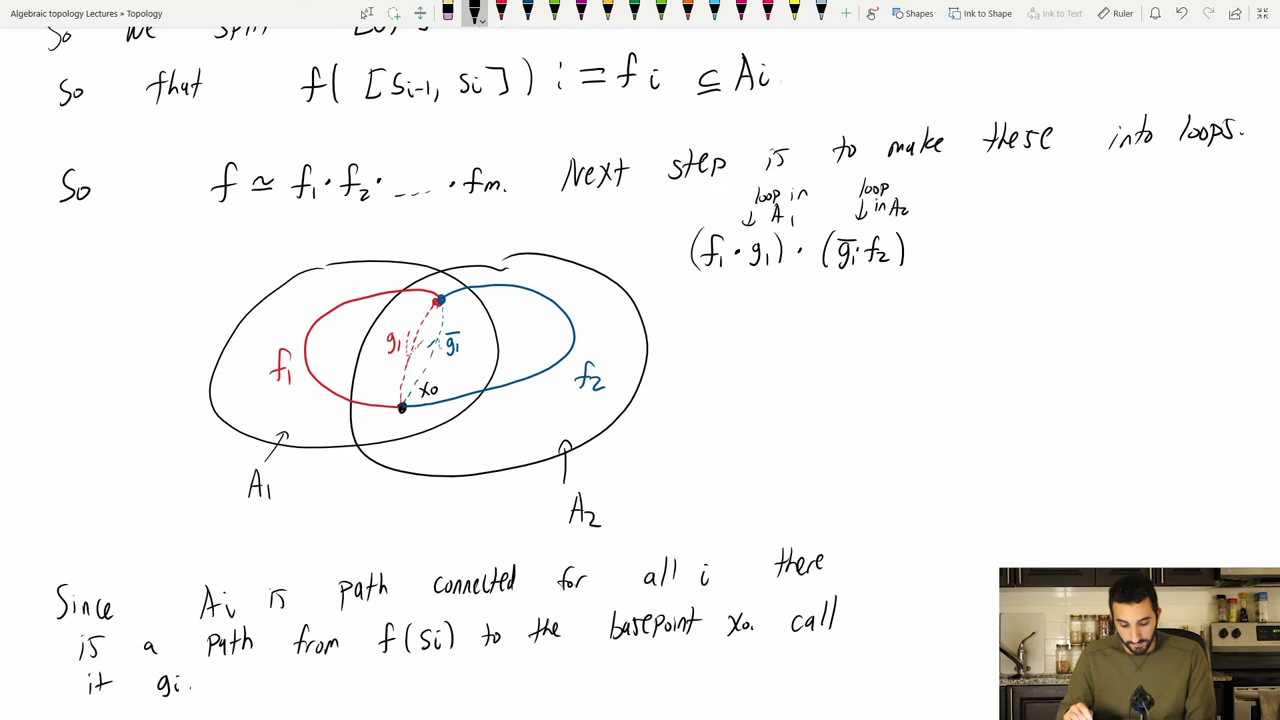 Algebraic topology Lectures » Topology
Shapes
Ink to Shape
Ink to Text
Ruler
So we split
So that f( [Si-1, Si] ) := fi ⊆ Ai
So f ≃ f1 · f2 · .... · fm. Next step is to make these into loops.
loop in A1
loop in A2
(f1 · g1) · (g̅1 · f2)
g1
g̅1
f1
x0
f2
A1
A2
Since Ai is path connected for all i there
is a path from f(si) to the basepoint x0. call
it gi.